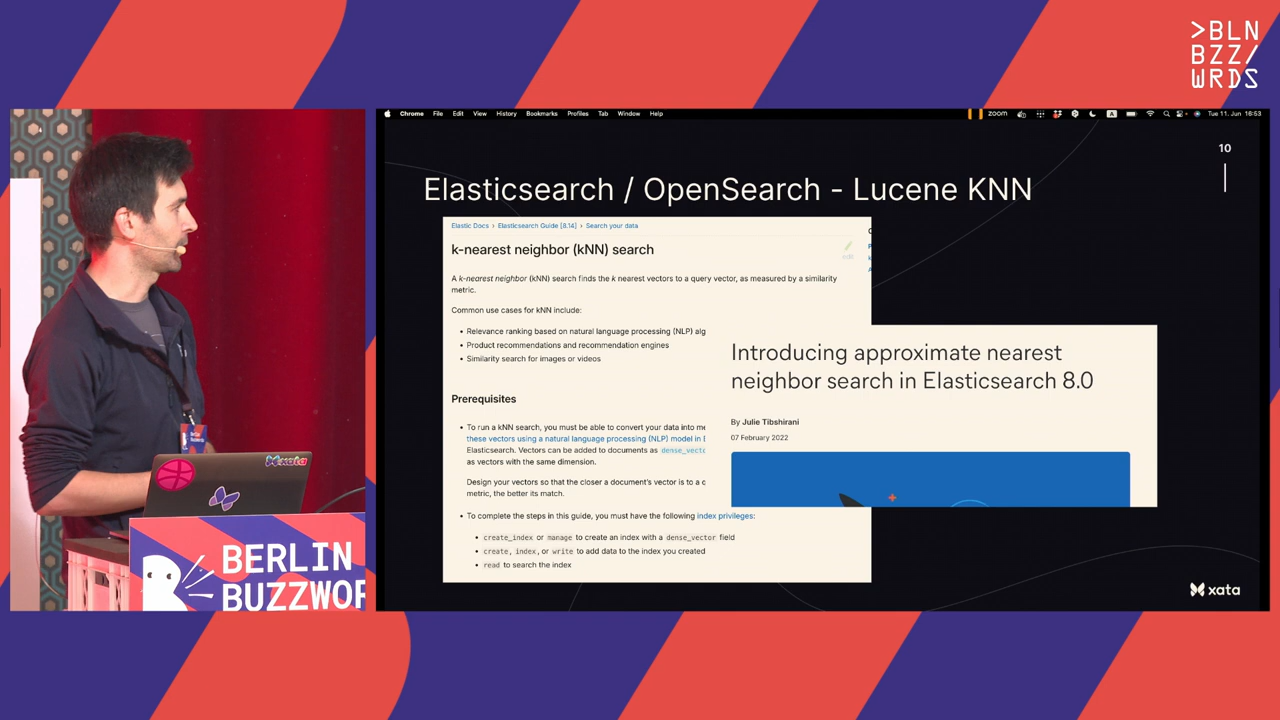 >BLN
BZZ/
WRDS
Chrome File Edit View History Bookmarks Profiles Tab Window Help
zoom A Tue 11. Jun 16:53
10
Elasticsearch / OpenSearch - Lucene KNN
Elastic Docs › Elasticsearch Guide [8.14] › Search your data
k-nearest neighbor (kNN) search
edit
A k-nearest neighbor (kNN) search finds the k nearest vectors to a query vector, as measured by a similarity
metric.
Common use cases for kNN include:
• Relevance ranking based on natural language processing (NLP) alg
• Product recommendations and recommendation engines
• Similarity search for images or videos
Prerequisites
• To run a kNN search, you must be able to convert your data into me
these vectors using a natural language processing (NLP) model in E
Elasticsearch. Vectors can be added to documents as dense_vecto
as vectors with the same dimension.
Design your vectors so that the closer a document's vector is to a c
metric, the better its match.
• To complete the steps in this guide, you must have the following index privileges:
• create_index or manage to create an index with a dense_vector field
• create, index, or write to add data to the index you created
• read to search the index
Introducing approximate nearest
neighbor search in Elasticsearch 8.0
By Julie Tibshirani
07 February 2022
xata
xata
BERLIN
BUZZWOR